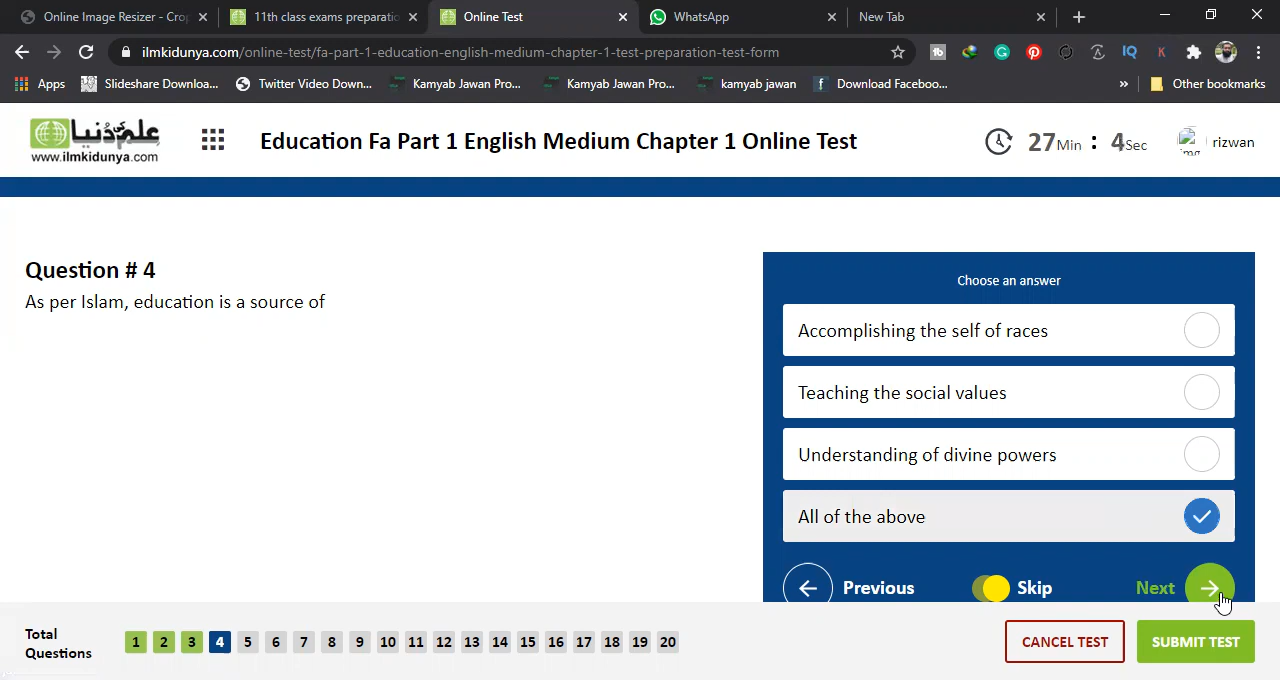 Online Image Resizer - Crop
11th class exams preparatio
Online Test
WhatsApp
New Tab
ilmkidunya.com/online-test/fa-part-1-education-english-medium-chapter-1-test-preparation-test-form
Apps
Slideshare Downloa...
Twitter Video Down...
Kamyab Jawan Pro...
Kamyab Jawan Pro...
kamyab jawan
Download Faceboo...
»
Other bookmarks
علم کی دنیا
www.ilmkidunya.com
Education Fa Part 1 English Medium Chapter 1 Online Test
27Min : 4Sec
img
rizwan
Question # 4
As per Islam, education is a source of
Choose an answer
Accomplishing the self of races
Teaching the social values
Understanding of divine powers
All of the above
Previous
Skip
Next
Total
Questions
1 2 3 4 5 6 7 8 9 10 11 12 13 14 15 16 17 18 19 20
CANCEL TEST
SUBMIT TEST